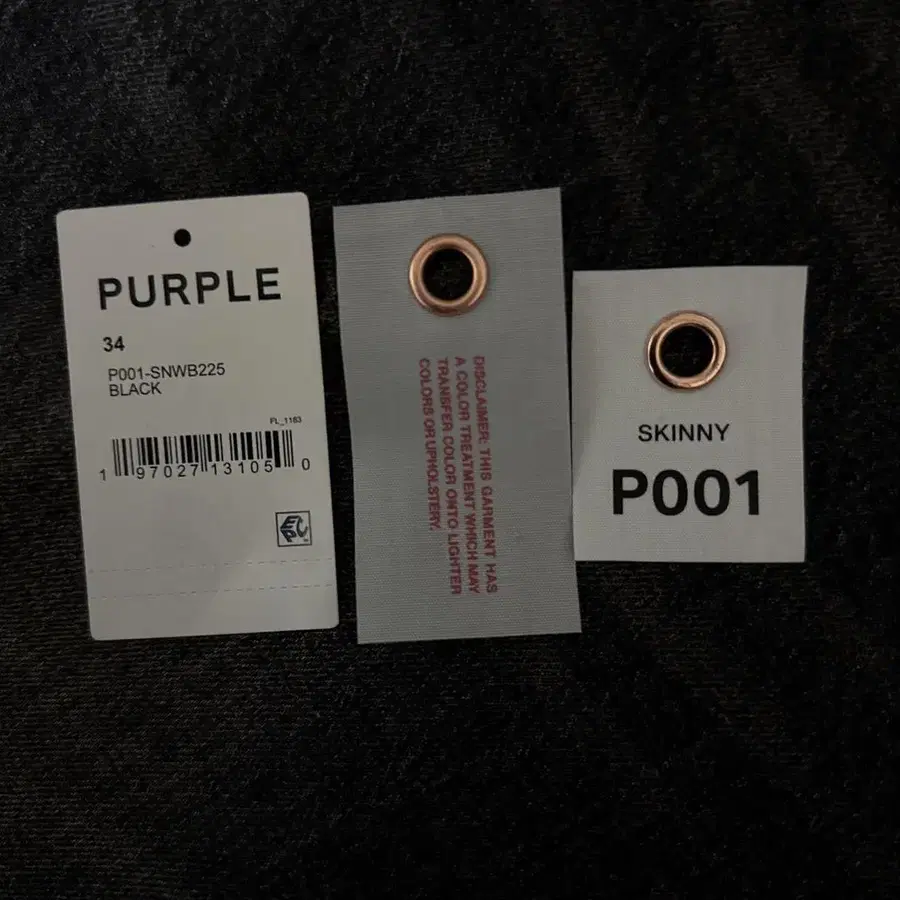 PURPLE
34
P001-SNWB225
BLACK
FL_1163
1 97027 13105 0
EPC
DISCLAIMER: THIS GARMENT HAS
A COLOR TREATMENT WHICH MAY
TRANSFER COLOR ONTO LIGHTER
COLORS OR UPHOLSTERY.
SKINNY
P001